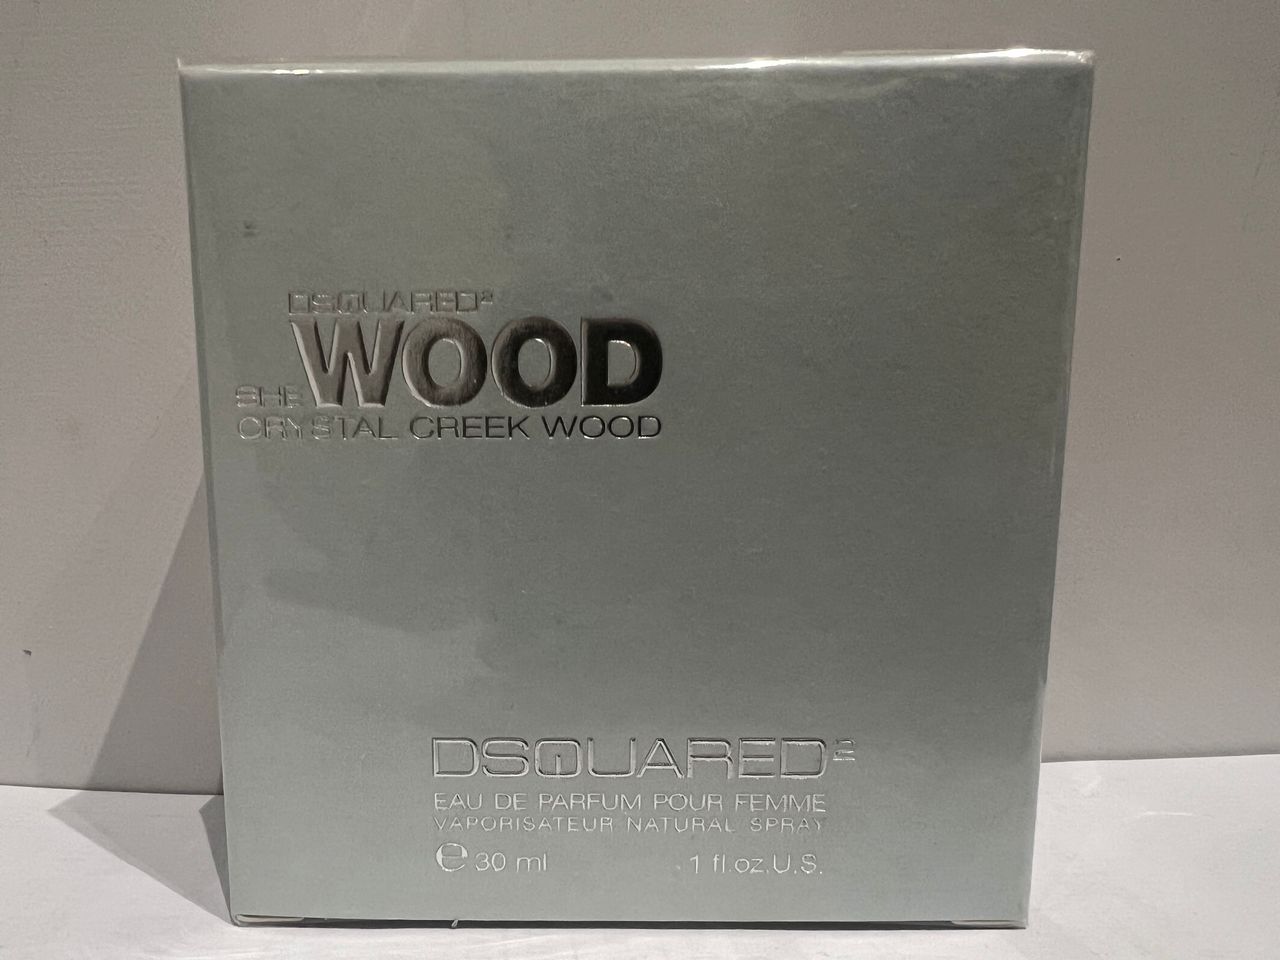 DSQUARED²
SHE WOOD
CRYSTAL CREEK WOOD
DSQUARED²
EAU DE PARFUM POUR FEMME
VAPORISATEUR NATURAL SPRAY
℮ 30 ml 1 fl.oz.U.S.